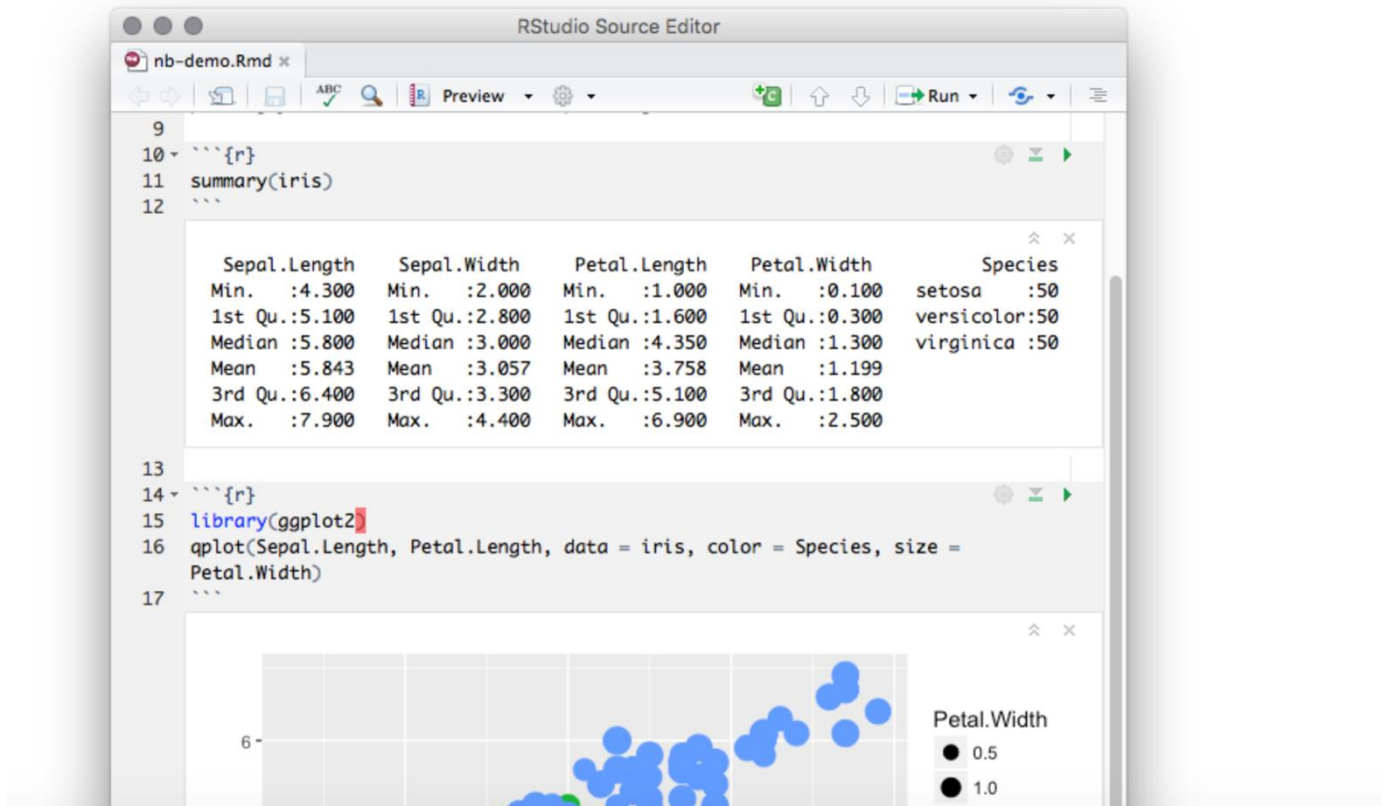 RStudio Source Editor
nb-demo.Rmd
ABC Preview Run
9
10 ```{r}
11 summary(iris)
12 ```
Sepal.Length Sepal.Width Petal.Length Petal.Width Species
Min. :4.300 Min. :2.000 Min. :1.000 Min. :0.100 setosa :50
1st Qu.:5.100 1st Qu.:2.800 1st Qu.:1.600 1st Qu.:0.300 versicolor:50
Median :5.800 Median :3.000 Median :4.350 Median :1.300 virginica :50
Mean :5.843 Mean :3.057 Mean :3.758 Mean :1.199
3rd Qu.:6.400 3rd Qu.:3.300 3rd Qu.:5.100 3rd Qu.:1.800
Max. :7.900 Max. :4.400 Max. :6.900 Max. :2.500
13
14 ```{r}
15 library(ggplot2)
16 qplot(Sepal.Length, Petal.Length, data = iris, color = Species, size =
Petal.Width)
17 ```
Petal.Width
6
0.5
1.0